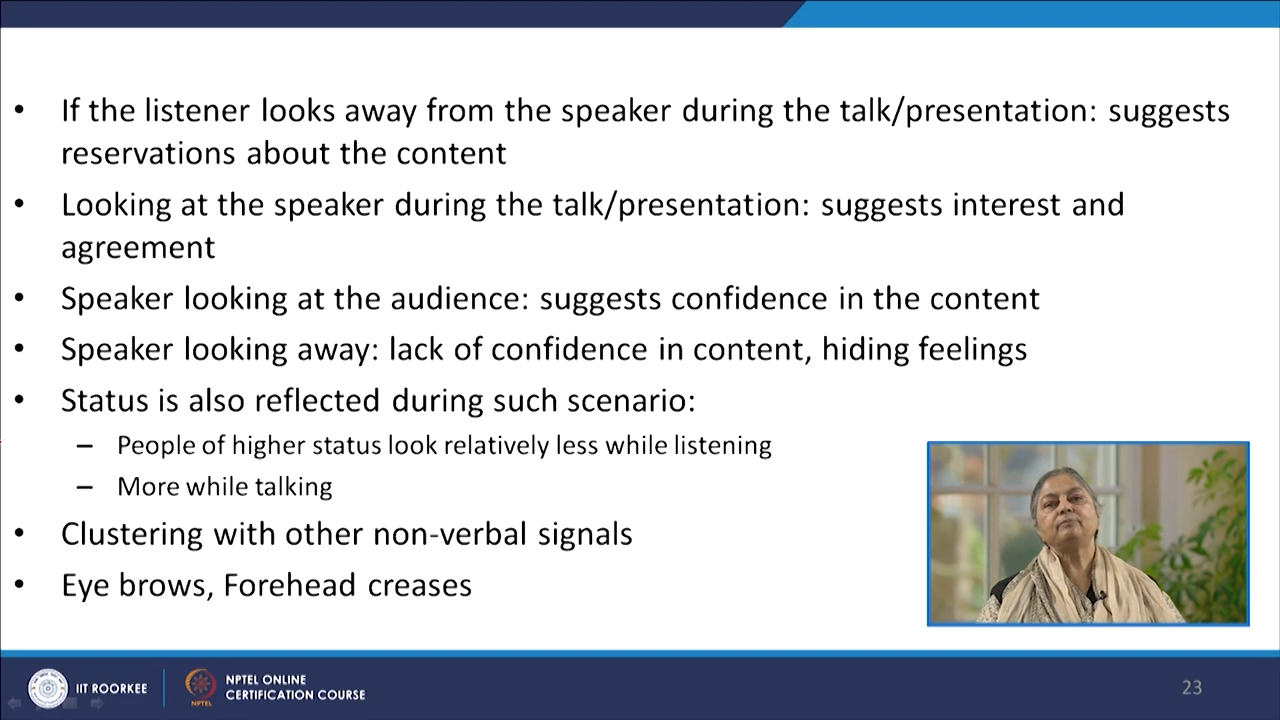 • If the listener looks away from the speaker during the talk/presentation: suggests
reservations about the content
• Looking at the speaker during the talk/presentation: suggests interest and
agreement
• Speaker looking at the audience: suggests confidence in the content
• Speaker looking away: lack of confidence in content, hiding feelings
• Status is also reflected during such scenario:
– People of higher status look relatively less while listening
– More while talking
• Clustering with other non-verbal signals
• Eye brows, Forehead creases
IIT ROORKEE
NPTEL
NPTEL ONLINE
CERTIFICATION COURSE
23